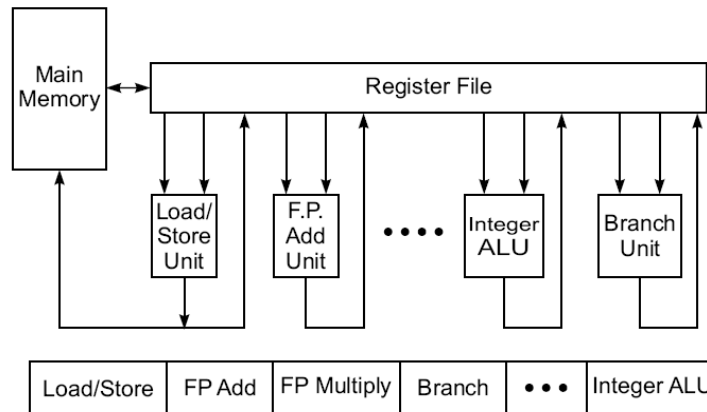 Main
Memory
Register File
Load/
Store
Unit
F.P.
Add
Unit
Integer
ALU
Branch
Unit
Load/Store FP Add FP Multiply Branch Integer ALU